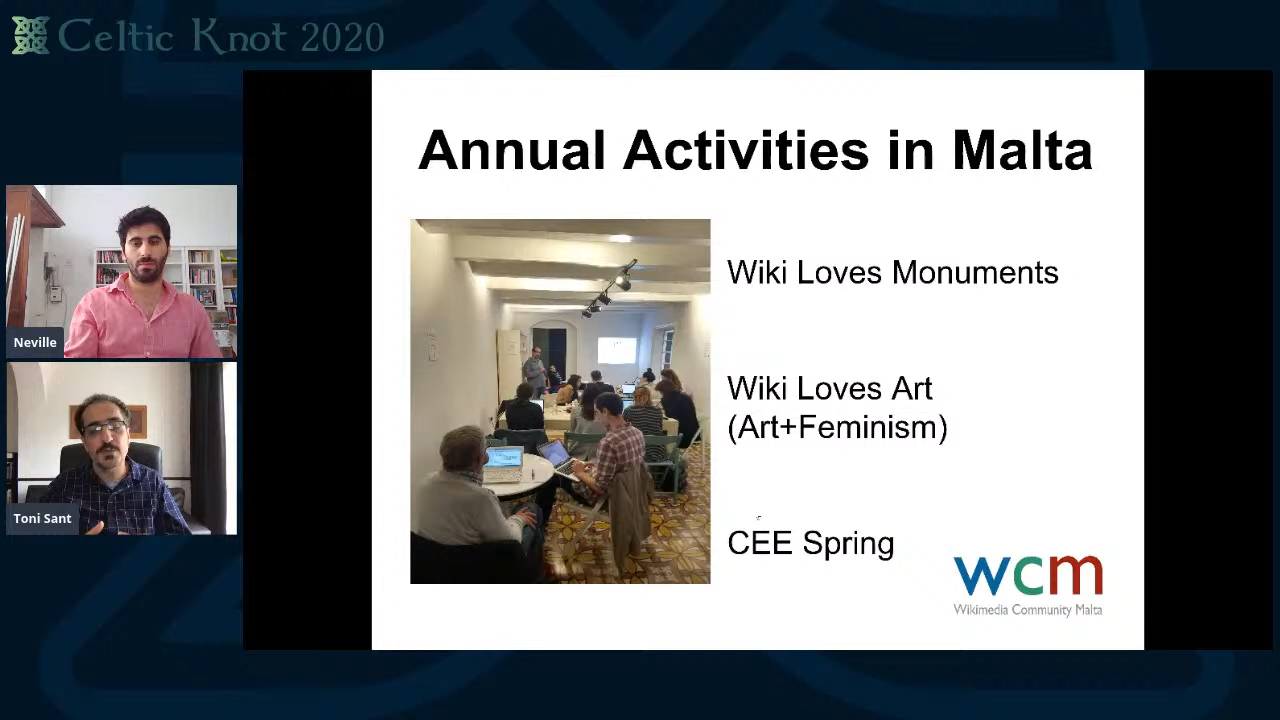 Celtic Knot 2020
Annual Activities in Malta
Neville
Toni Sant
Wiki Loves Monuments
Wiki Loves Art
(Art+Feminism)
CEE Spring
wcm
Wikimedia Community Malta